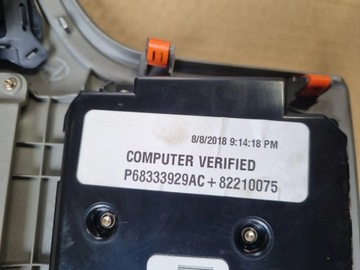 8/8/2018 9:14:18 PM
COMPUTER VERIFIED
P68333929AC + 82210075